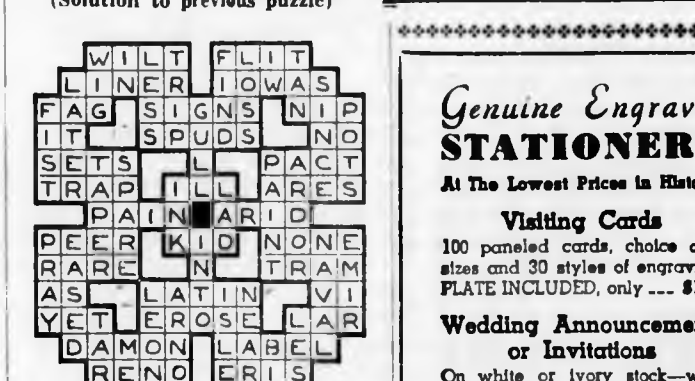 (Solution to previous puzzle)
WILT FLIT
LINER IOWAS
FAG SIGNS NIP
IT SPUDS NO
SETS L PACT
TRAP ILL ARES
PAIN ARID
PEER KID NONE
RARE N TRAM
AS LATIN VI
YET EROSE LAR
DAMON LABEL
RENO ERIS
Genuine Engrav
STATIONER
At The Lowest Prices in Hist
Visiting Cards
100 paneled cards, choice
sizes and 30 styles of engrav
PLATE INCLUDED, only ---
Wedding Announceme
or Invitations
On white or ivory stock—w